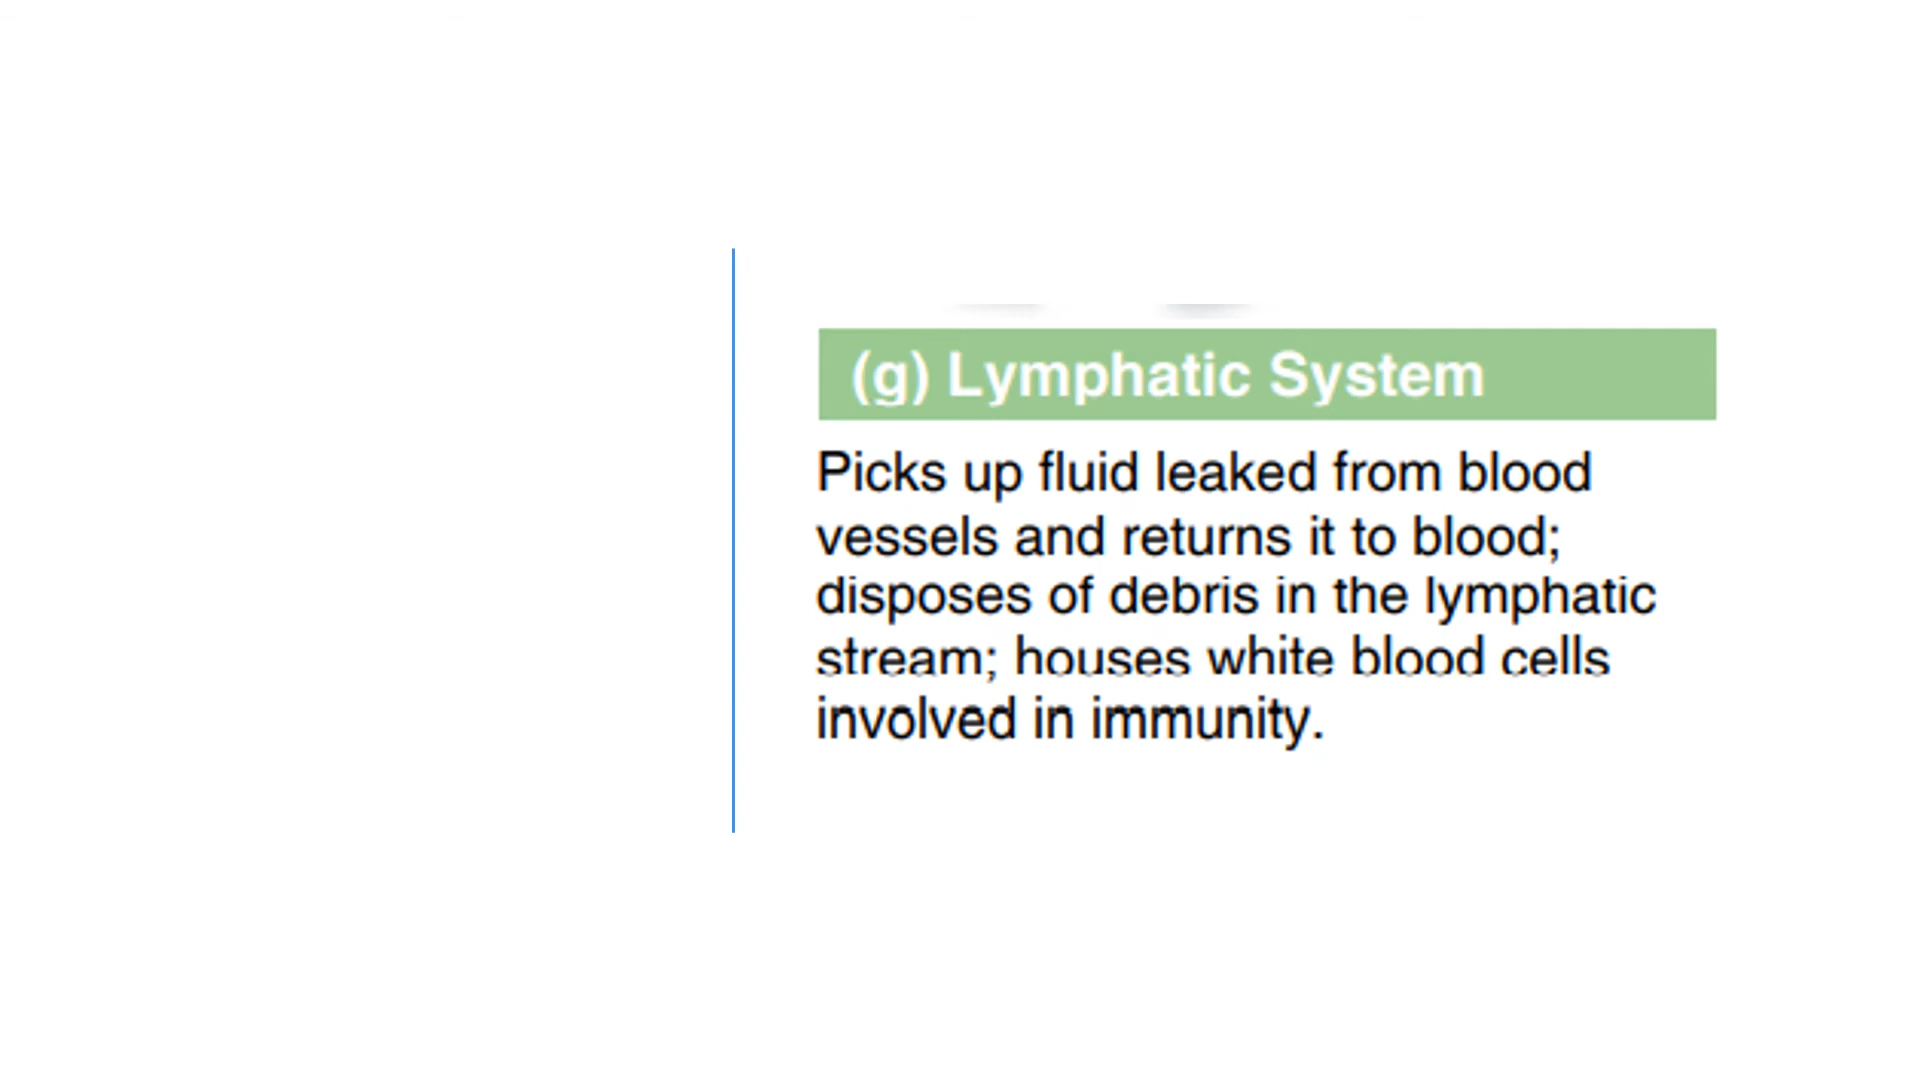 (g) Lymphatic System
Picks up fluid leaked from blood
vessels and returns it to blood;
disposes of debris in the lymphatic
stream; houses white blood cells
involved in immunity.